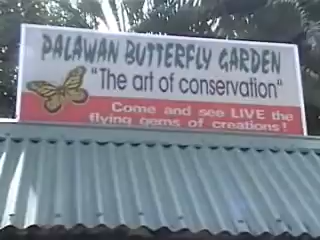 PALAWAN BUTTERFLY GARDEN
"The art of conservation"
Come and see LIVE the
flying gems of creations!